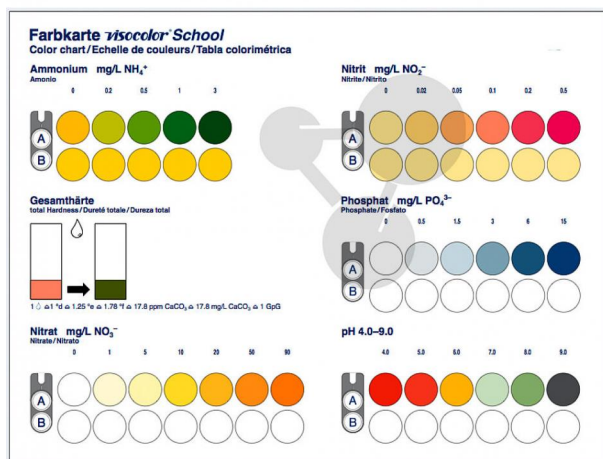 Farbkarte VISOCOLOR® School
Color chart/Echelle de couleurs/Tabla colorimétrica
Ammonium mg/L NH₄⁺
Amonio
0 0.2 0.5 1 3
A
B
Nitrit mg/L NO₂⁻
Nitrite/Nitrito
0 0.02 0.05 0.1 0.2 0.5
A
B
Gesamthärte
total Hardness/Dureté totale/Dureza total
1 ≙ 1 °d ≙ 1.25 °e ≙ 1.78 °f ≙ 17.8 ppm CaCO₃ ≙ 17.8 mg/L CaCO₃ ≙ 1 GpG
Phosphat mg/L PO₄³⁻
Phosphate/Fosfato
0 0.5 1.5 3 6 15
A
B
Nitrat mg/L NO₃⁻
Nitrate/Nitrato
0 1 5 10 20 50 90
A
B
pH 4.0–9.0
4.0 5.0 6.0 7.0 8.0 9.0
A
B